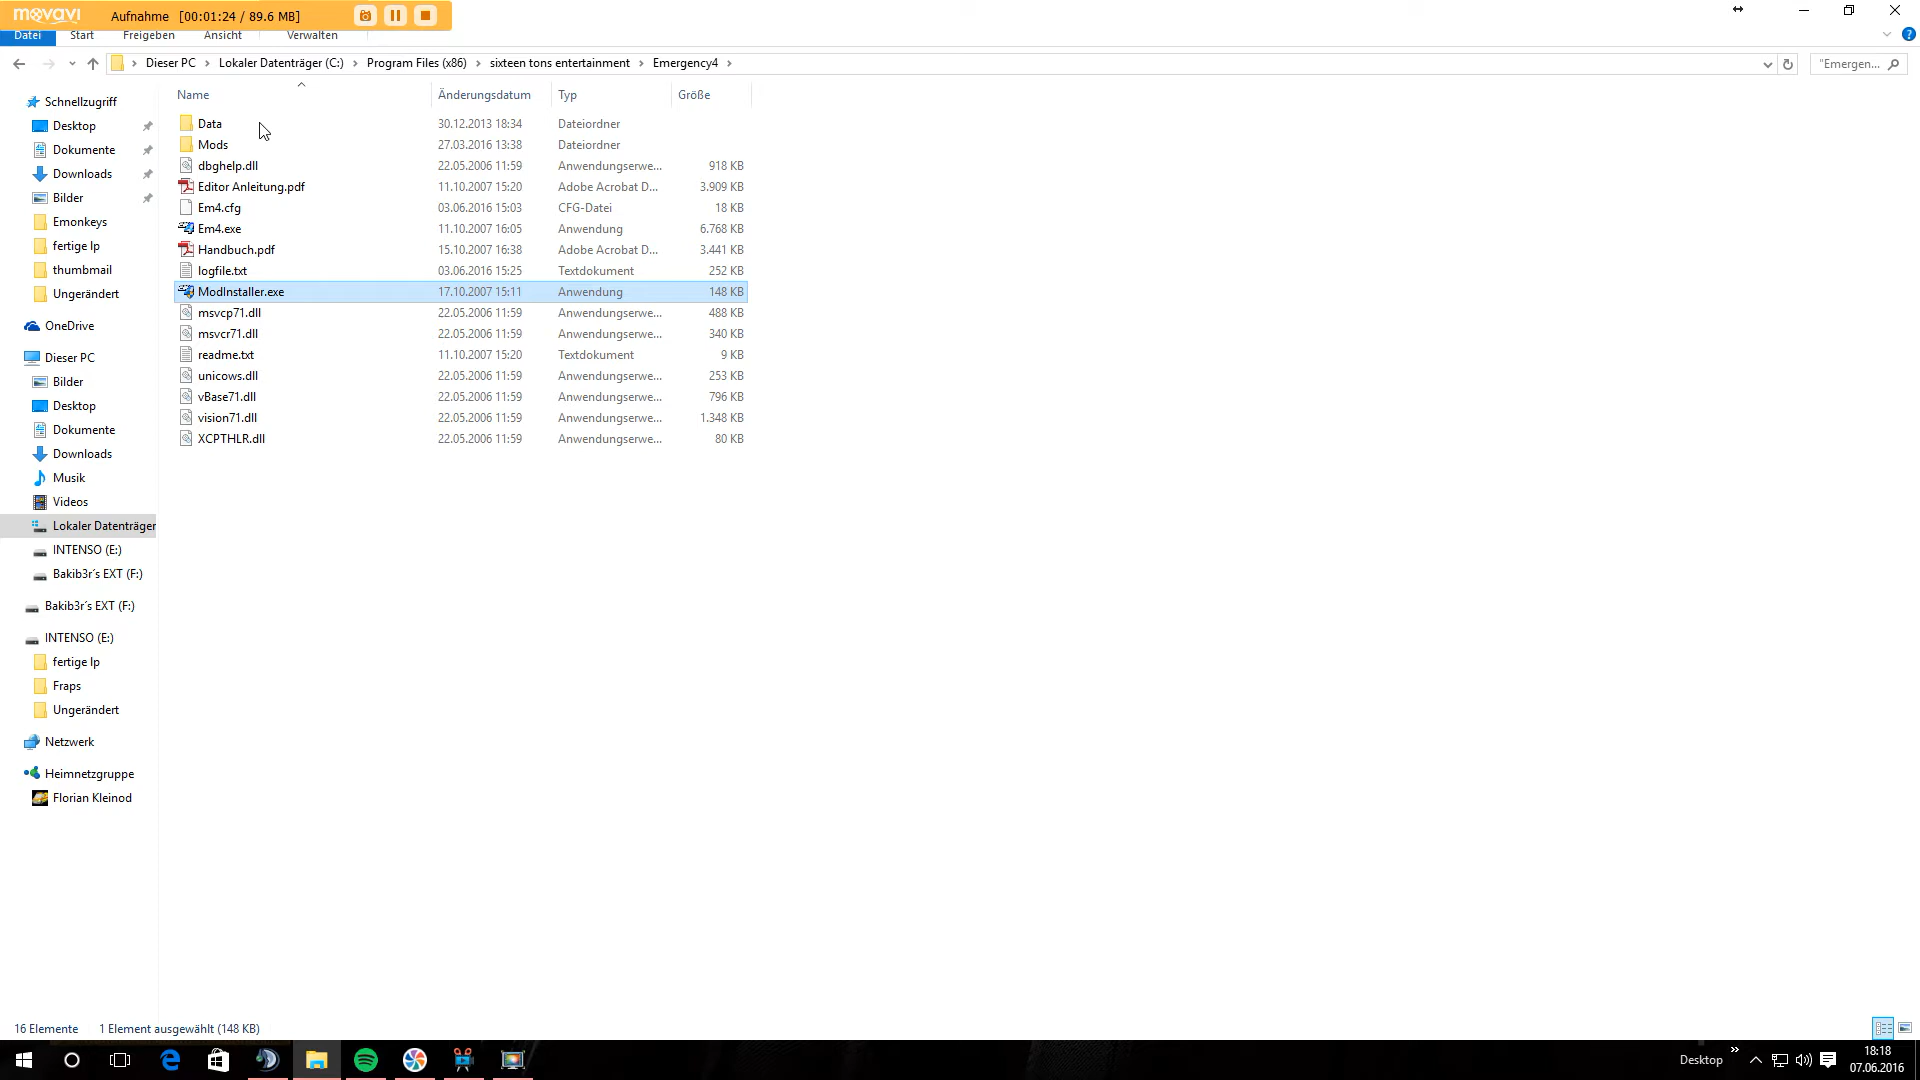 movavi Aufnahme [00:01:24 / 89.6 MB]
Datei Start Freigeben Ansicht Verwalten
Dieser PC Lokaler Datenträger (C:) Program Files (x86) sixteen tons entertainment Emergency4 "Emergen...
Name Änderungsdatum Typ Größe
Data 30.12.2013 18:34 Dateiordner
Mods 27.03.2016 13:38 Dateiordner
dbghelp.dll 22.05.2006 11:59 Anwendungserwe... 918 KB
Editor Anleitung.pdf 11.10.2007 15:20 Adobe Acrobat D... 3.909 KB
Em4.cfg 03.06.2016 15:03 CFG-Datei 18 KB
Em4.exe 11.10.2007 16:05 Anwendung 6.768 KB
Handbuch.pdf 15.10.2007 16:38 Adobe Acrobat D... 3.441 KB
logfile.txt 03.06.2016 15:25 Textdokument 252 KB
ModInstaller.exe 17.10.2007 15:11 Anwendung 148 KB
msvcp71.dll 22.05.2006 11:59 Anwendungserwe... 488 KB
msvcr71.dll 22.05.2006 11:59 Anwendungserwe... 340 KB
readme.txt 11.10.2007 15:20 Textdokument 9 KB
unicows.dll 22.05.2006 11:59 Anwendungserwe... 253 KB
vBase71.dll 22.05.2006 11:59 Anwendungserwe... 796 KB
vision71.dll 22.05.2006 11:59 Anwendungserwe... 1.348 KB
XCPTHLR.dll 22.05.2006 11:59 Anwendungserwe... 80 KB
Schnellzugriff
Desktop
Dokumente
Downloads
Bilder
Emonkeys
fertige lp
thumbmail
Ungerändert
OneDrive
Dieser PC
Bilder
Desktop
Dokumente
Downloads
Musik
Videos
Lokaler Datenträger
INTENSO (E:)
Bakib3r´s EXT (F:)
Bakib3r´s EXT (F:)
INTENSO (E:)
fertige lp
Fraps
Ungerändert
Netzwerk
Heimnetzgruppe
Florian Kleinod
16 Elemente 1 Element ausgewählt (148 KB)
Desktop
18:18
07.06.2016